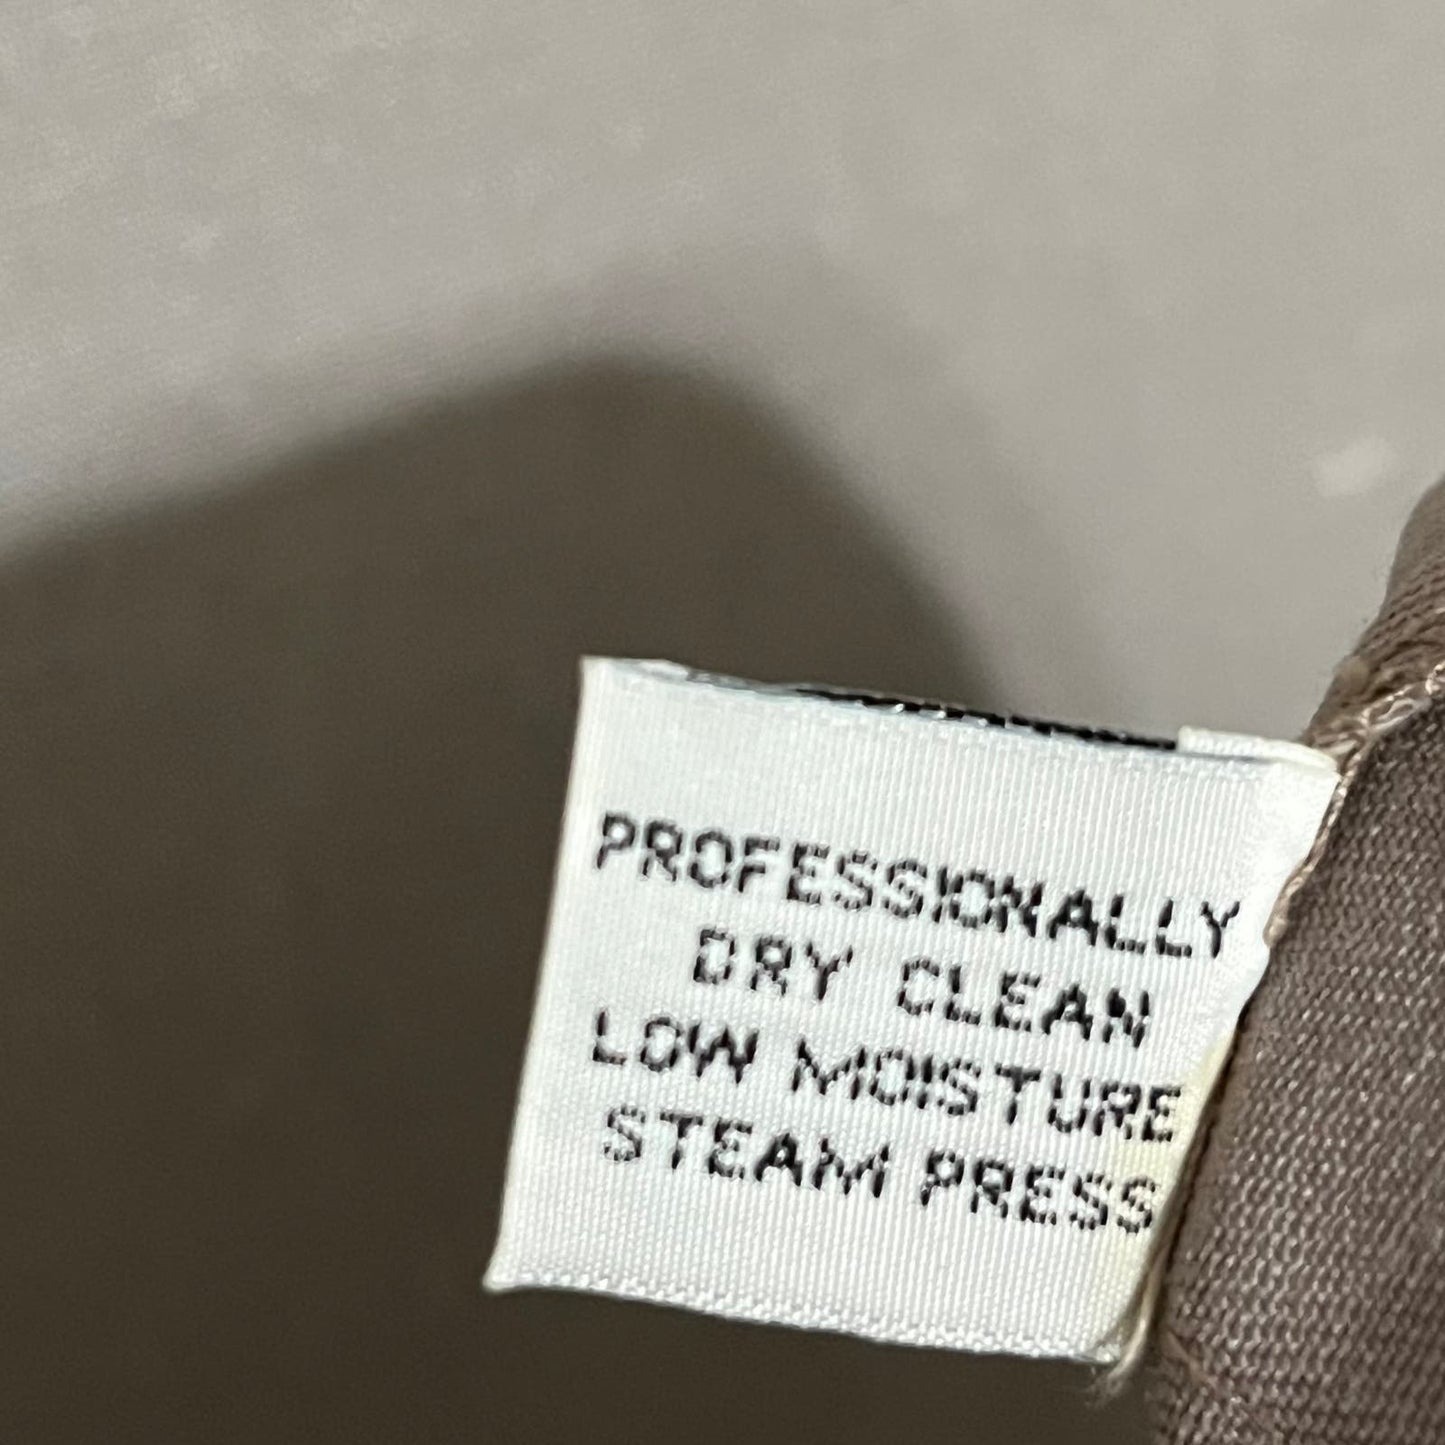 PROFESSIONALLY
DRY CLEAN
LOW MOISTURE
STEAM PRESS